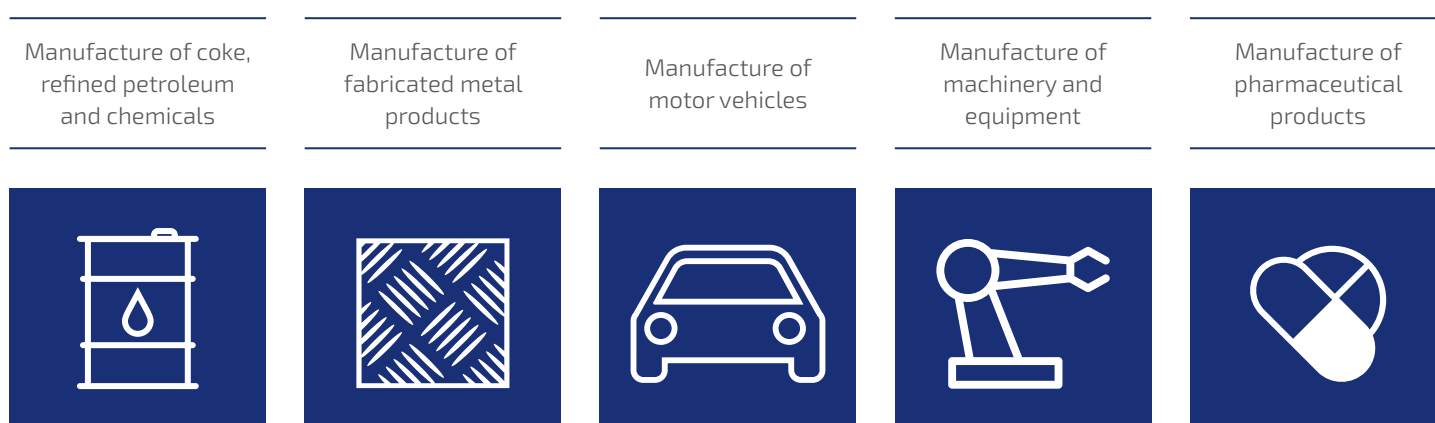 Manufacture of coke,
refined petroleum
and chemicals
Manufacture of
fabricated metal
products
Manufacture of
motor vehicles
Manufacture of
machinery and
equipment
Manufacture of
pharmaceutical
products